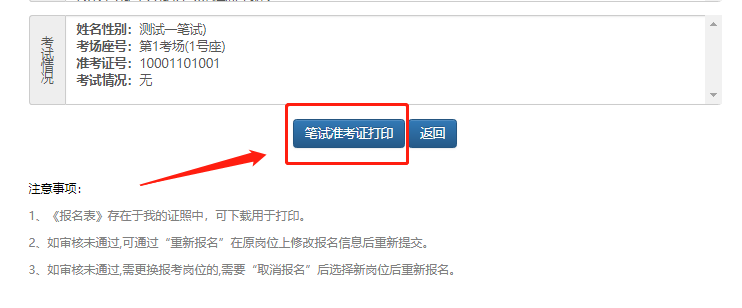 考试情况
姓名性别：测试一笔试)
考场座号：第1考场(1号座)
准考证号：10001101001
考试情况：无
笔试准考证打印
返回
注意事项：
1、《报名表》存在于我的证照中，可下载用于打印。
2、如审核未通过,可通过“重新报名”在原岗位上修改报名信息后重新提交。
3、如审核未通过,需更换报考岗位的,需要“取消报名”后选择新岗位后重新报名。